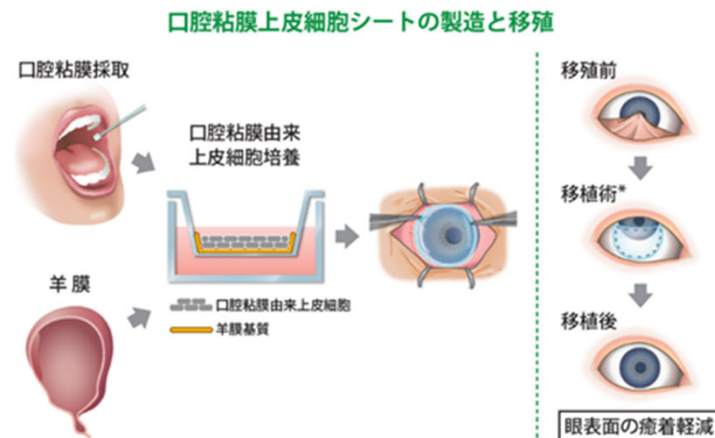 口腔粘膜上皮細胞シートの製造と移殖
口腔粘膜採取
口腔粘膜由来
上皮細胞培養
羊膜
口腔粘膜由来上皮細胞
羊膜基質
移殖前
移植術*
移植後
眼表面の癒着軽減